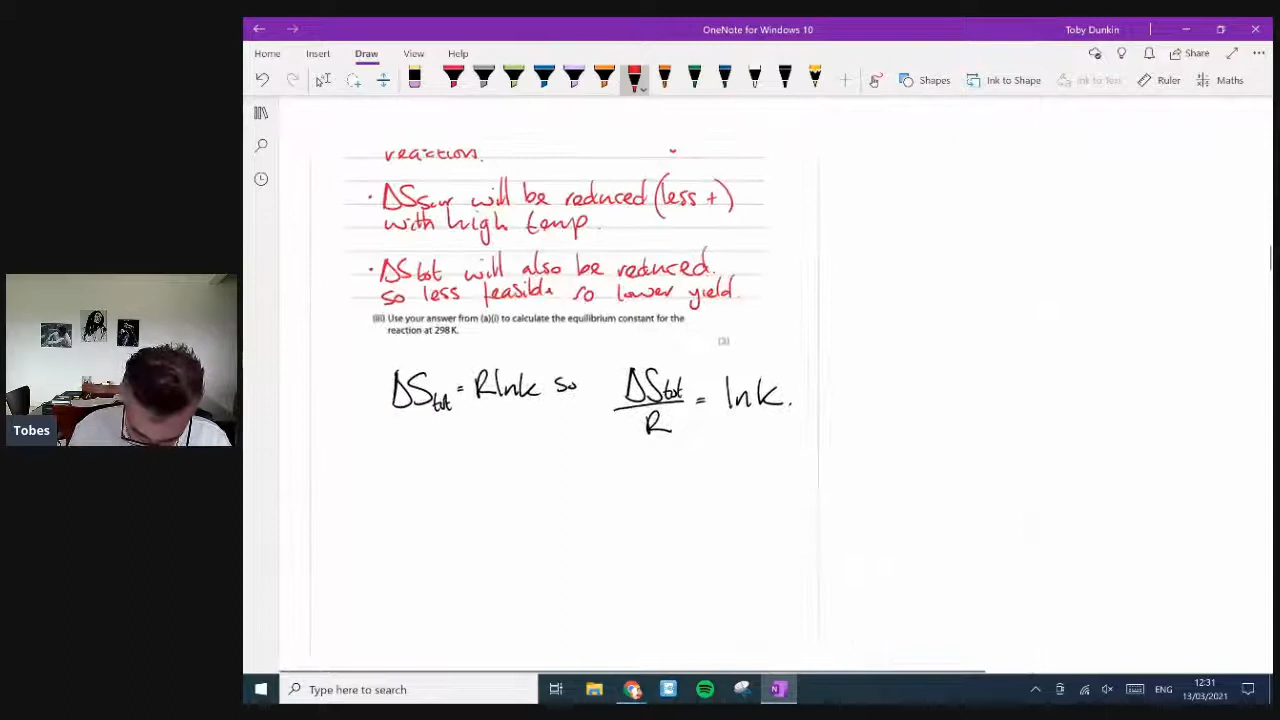 OneNote for Windows 10
Toby Dunkin
Home Insert Draw View Help
Share
Shapes
Ink to Shape
Ink to Text
Ruler
Maths
reaction.
· ΔSsurr will be reduced (less +)
with high temp.
· ΔStot will also be reduced.
so less feasible so lower yield.
(iii) Use your answer from (a)(i) to calculate the equilibrium constant for the
reaction at 298 K.
ΔStot = Rlnk so ΔStot/R = lnk.
Tobes
Type here to search
ENG
12:31
13/03/2021